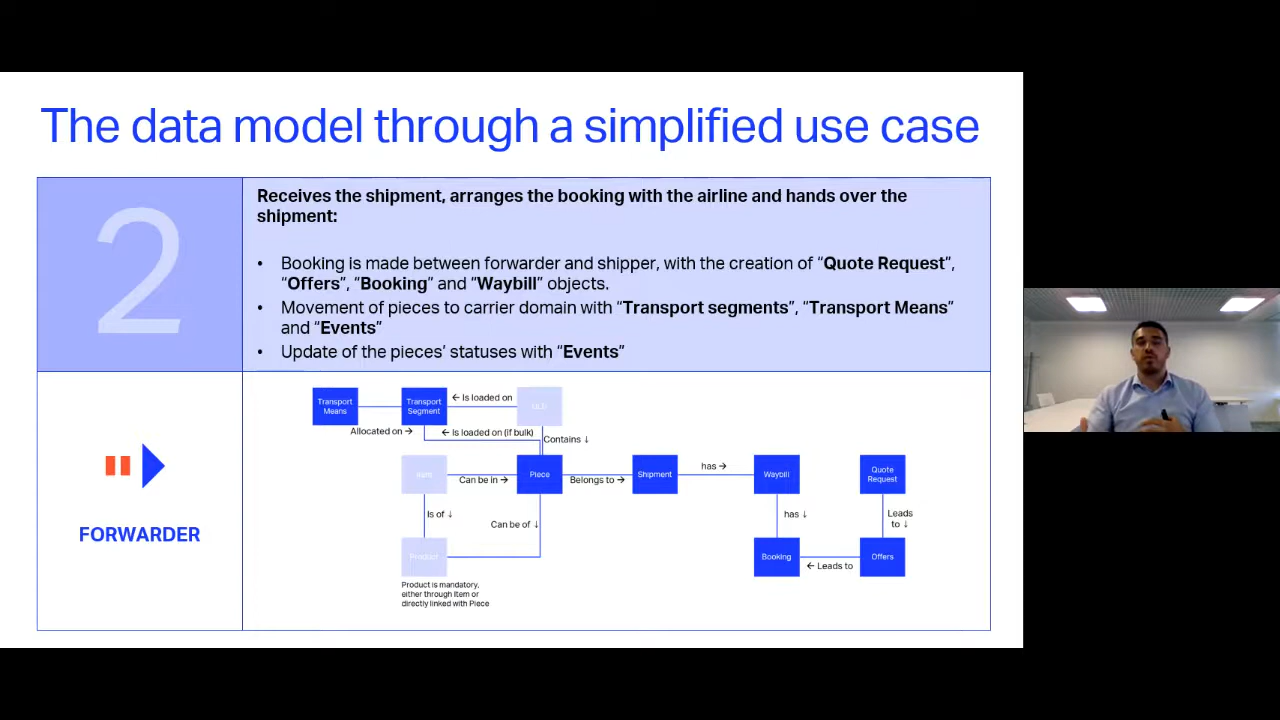 The data model through a simplified use case
2
Receives the shipment, arranges the booking with the airline and hands over the
shipment:
• Booking is made between forwarder and shipper, with the creation of “Quote Request”,
“Offers”, “Booking” and “Waybill” objects.
• Movement of pieces to carrier domain with “Transport segments”, “Transport Means”
and “Events”
• Update of the pieces’ statuses with “Events”
FORWARDER
Transport
Means
Transport
Segment
← Is loaded on
ULD
Allocated on →
← Is loaded on (if bulk)
Contains ↓
Item
Can be in →
Piece
Belongs to →
Shipment
has →
Waybill
Quote
Request
Is of ↓
Can be of ↓
has ↓
Leads
to ↓
Product
Booking
← Leads to
Offers
Product is mandatory,
either through Item or
directly linked with Piece